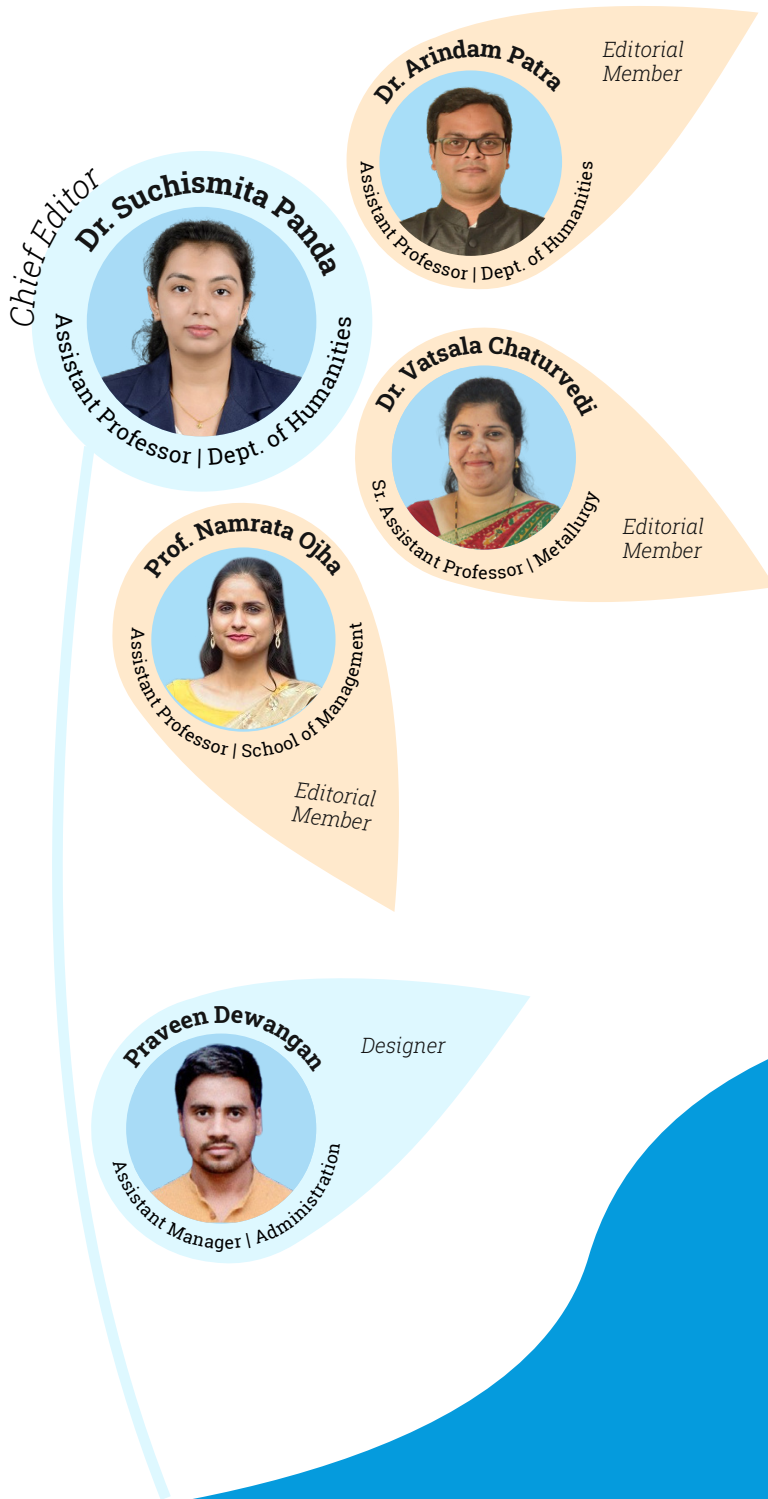 Chief Editor
Dr. Suchismita Panda
Assistant Professor | Dept. of Humanities
Dr. Arindam Patra
Assistant Professor | Dept. of Humanities
Editorial
Member
Dr. Vatsala Chaturvedi
Sr. Assistant Professor | Metallurgy
Editorial
Member
Prof. Namrata Ojha
Assistant Professor | School of Management
Editorial
Member
Praveen Dewangan
Assistant Manager | Administration
Designer